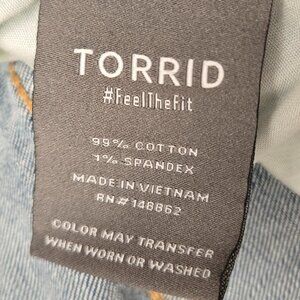 TORRID
#FeelTheFit
99% COTTON
1% SPANDEX
MADE IN VIETNAM
RN# 148862
COLOR MAY TRANSFER
WHEN WORN OR WASHED